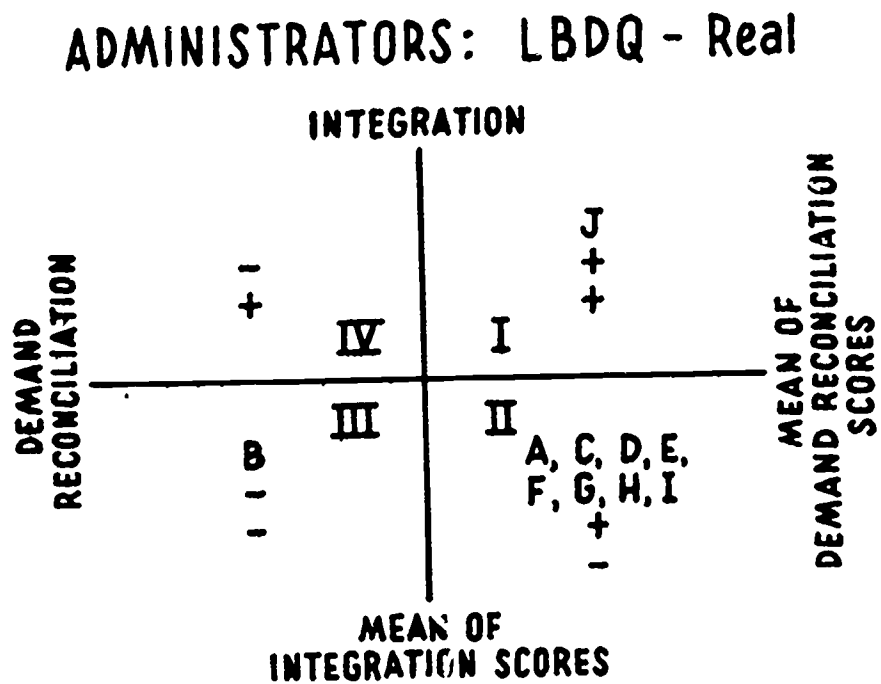 ADMINISTRATORS: LBDQ - Real
INTEGRATION
DEMAND
RECONCILIATION
-
+
IV
J
+
+
I
MEAN OF
DEMAND RECONCILIATION
SCORES
III
B
-
-
II
A, C, D, E,
F, G, H, I
+
-
MEAN OF
INTEGRATION SCORES